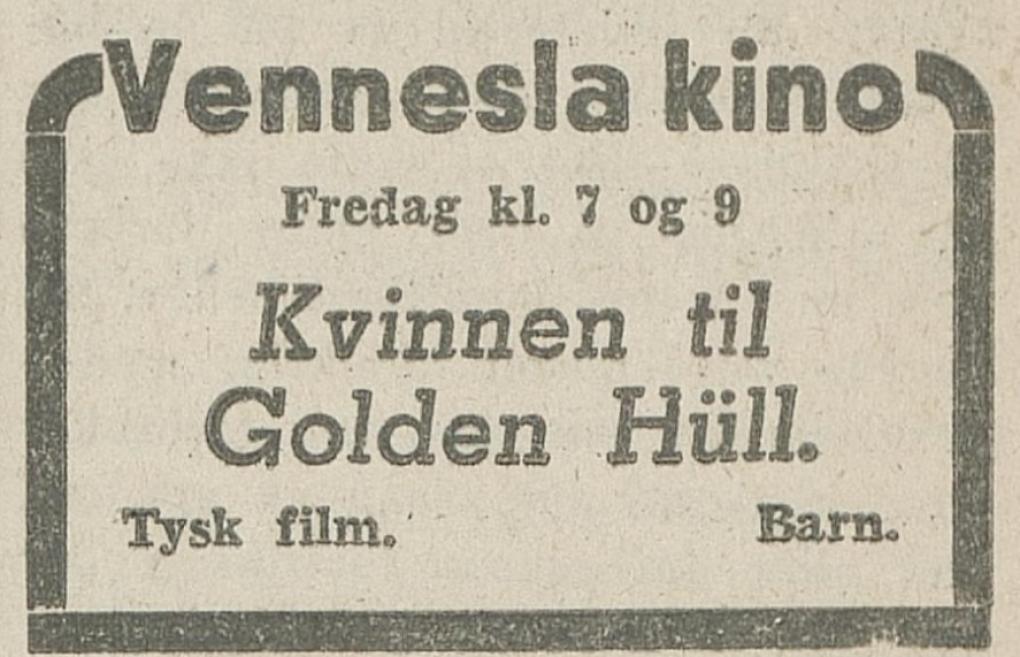 Vennesla kino
Fredag kl. 7 og 9
Kvinnen til
Golden Hüll.
Tysk film. Barn.